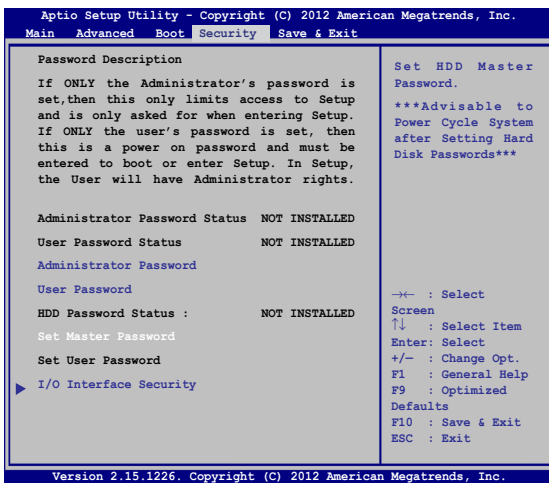 Aptio Setup Utility - Copyright (C) 2012 American Megatrends, Inc.
Main Advanced Boot Security Save & Exit
Password Description
If ONLY the Administrator's password is
set,then this only limits access to Setup
and is only asked for when entering Setup.
If ONLY the user's password is set, then
this is a power on password and must be
entered to boot or enter Setup. In Setup,
the User will have Administrator rights.
Administrator Password Status NOT INSTALLED
User Password Status NOT INSTALLED
Administrator Password
User Password
HDD Password Status : NOT INSTALLED
Set Master Password
Set User Password
I/O Interface Security
Set HDD Master
Password.
***Advisable to
Power Cycle System
after Setting Hard
Disk Passwords***
→← : Select
Screen
↑↓ : Select Item
Enter: Select
+/— : Change Opt.
F1 : General Help
F9 : Optimized
Defaults
F10 : Save & Exit
ESC : Exit
Version 2.15.1226. Copyright (C) 2012 American Megatrends, Inc.